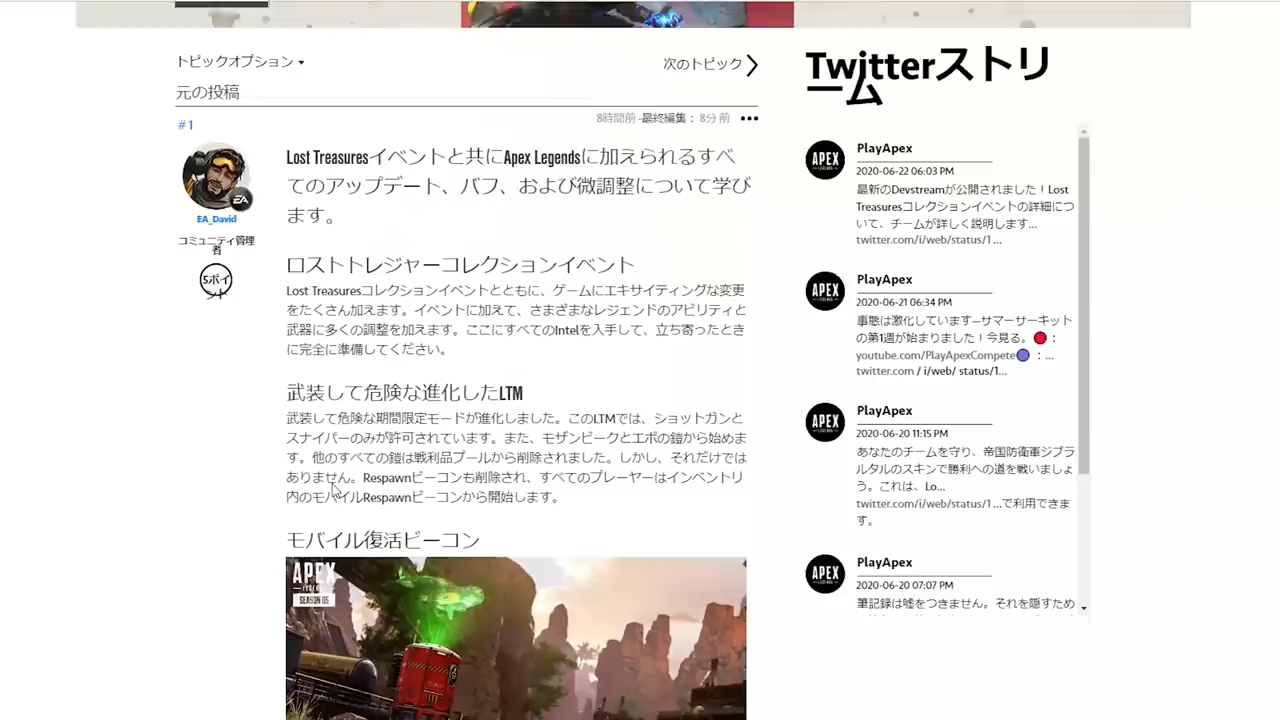 トピックオプション
次のトピック
元の投稿
#1
8時間前 -最終編集： 8分前
EA_David
コミュニティ管理
者
5ポイ
ント
Lost Treasuresイベントと共にApex Legendsに加えられるすべ
てのアップデート、バフ、および微調整について学び
ます。
ロストトレジャーコレクションイベント
Lost Treasuresコレクションイベントとともに、ゲームにエキサイティングな変更
をたくさん加えます。イベントに加えて、さまざまなレジェンドのアビリティと
武器に多くの調整を加えます。ここにすべてのIntelを入手して、立ち寄ったとき
に完全に準備してください。
武装して危険な進化したLTM
武装して危険な期間限定モードが進化しました。このLTMでは、ショットガンと
スナイパーのみが許可されています。また、モザンビークとエボの鎧から始めま
す。他のすべての鎧は戦利品プールから削除されました。しかし、それだけでは
ありません。Respawnビーコンも削除され、すべてのプレーヤーはインベントリ
内のモバイルRespawnビーコンから開始します。
モバイル復活ビーコン
APEX
SEASON 05
Twitterストリ
ーム
APEX
PlayApex
2020-06-22 06:03 PM
最新のDevstreamが公開されました！Lost
Treasuresコレクションイベントの詳細につ
いて、チームが詳しく説明します...
twitter.com/i/web/status/1...
APEX
PlayApex
2020-06-21 06:34 PM
事態は激化しています–サマーサーキット
の第1週が始まりました！今見る。🔴：
youtube.com/PlayApexCompete🔵：...
twitter.com / i/web/ status/1...
APEX
PlayApex
2020-06-20 11:15 PM
あなたのチームを守り、帝国防衛軍ジブラ
ルタルのスキンで勝利への道を戦いましょ
う。これは、Lo...
twitter.com/i/web/status/1...で利用できま
す。
APEX
PlayApex
2020-06-20 07:07 PM
筆記録は嘘をつきません。それを隠すため